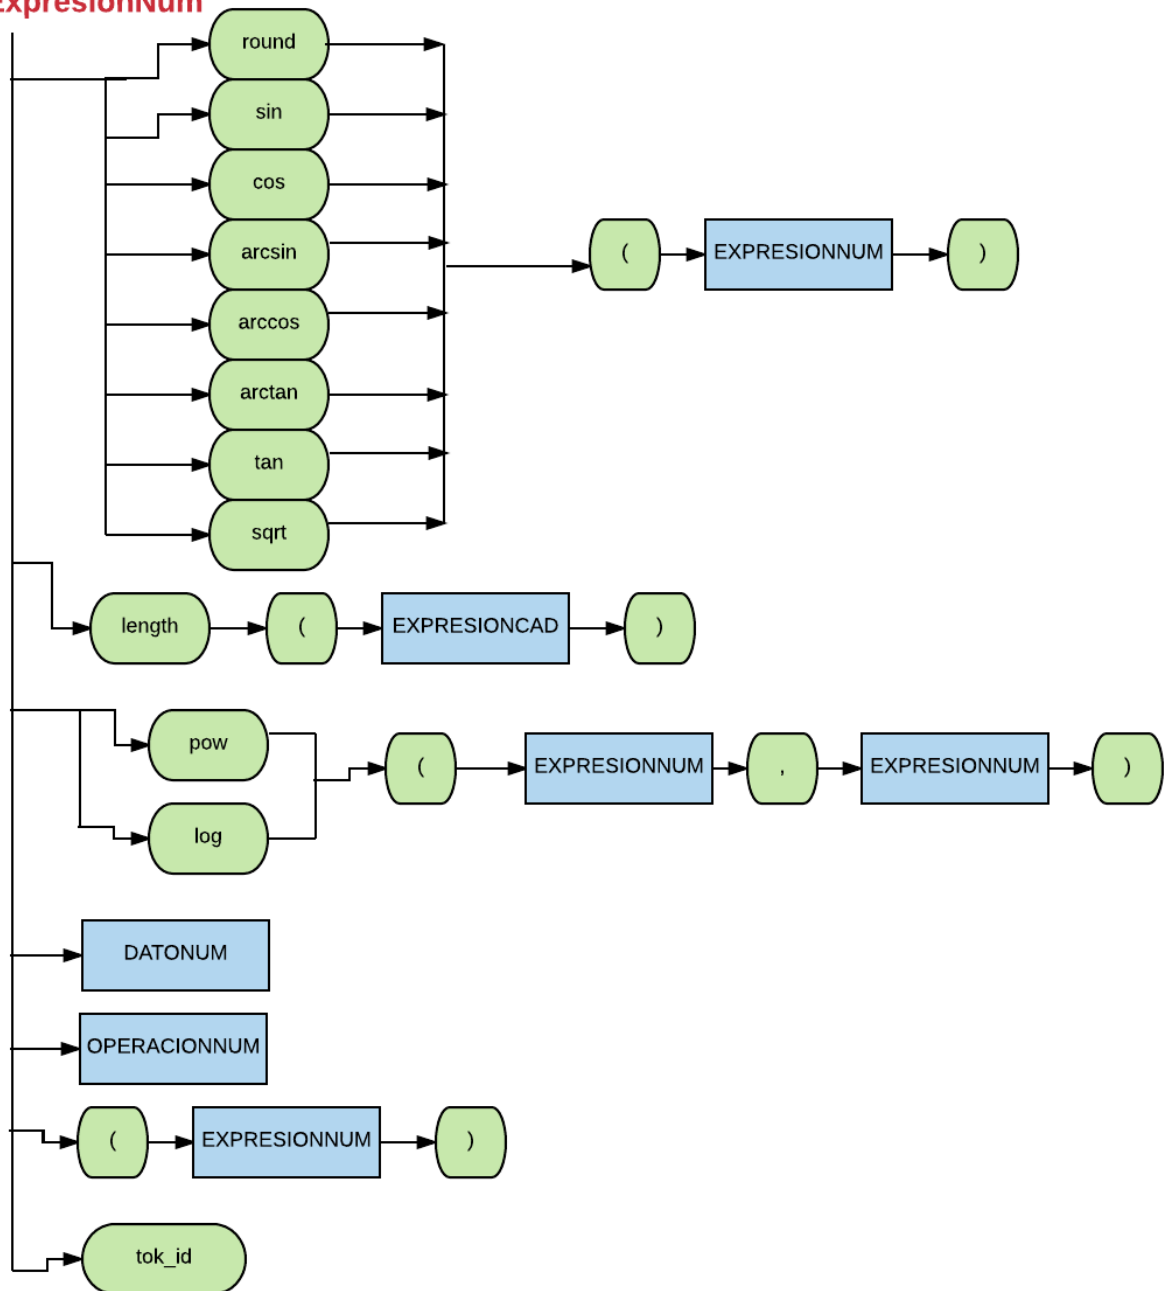 ExpresionNum
round
sin
cos
arcsin
( EXPRESIONNUM )
arccos
arctan
tan
sqrt
length ( EXPRESIONCAD )
pow
( EXPRESIONNUM , EXPRESIONNUM )
log
DATONUM
OPERACIONNUM
( EXPRESIONNUM )
tok_id